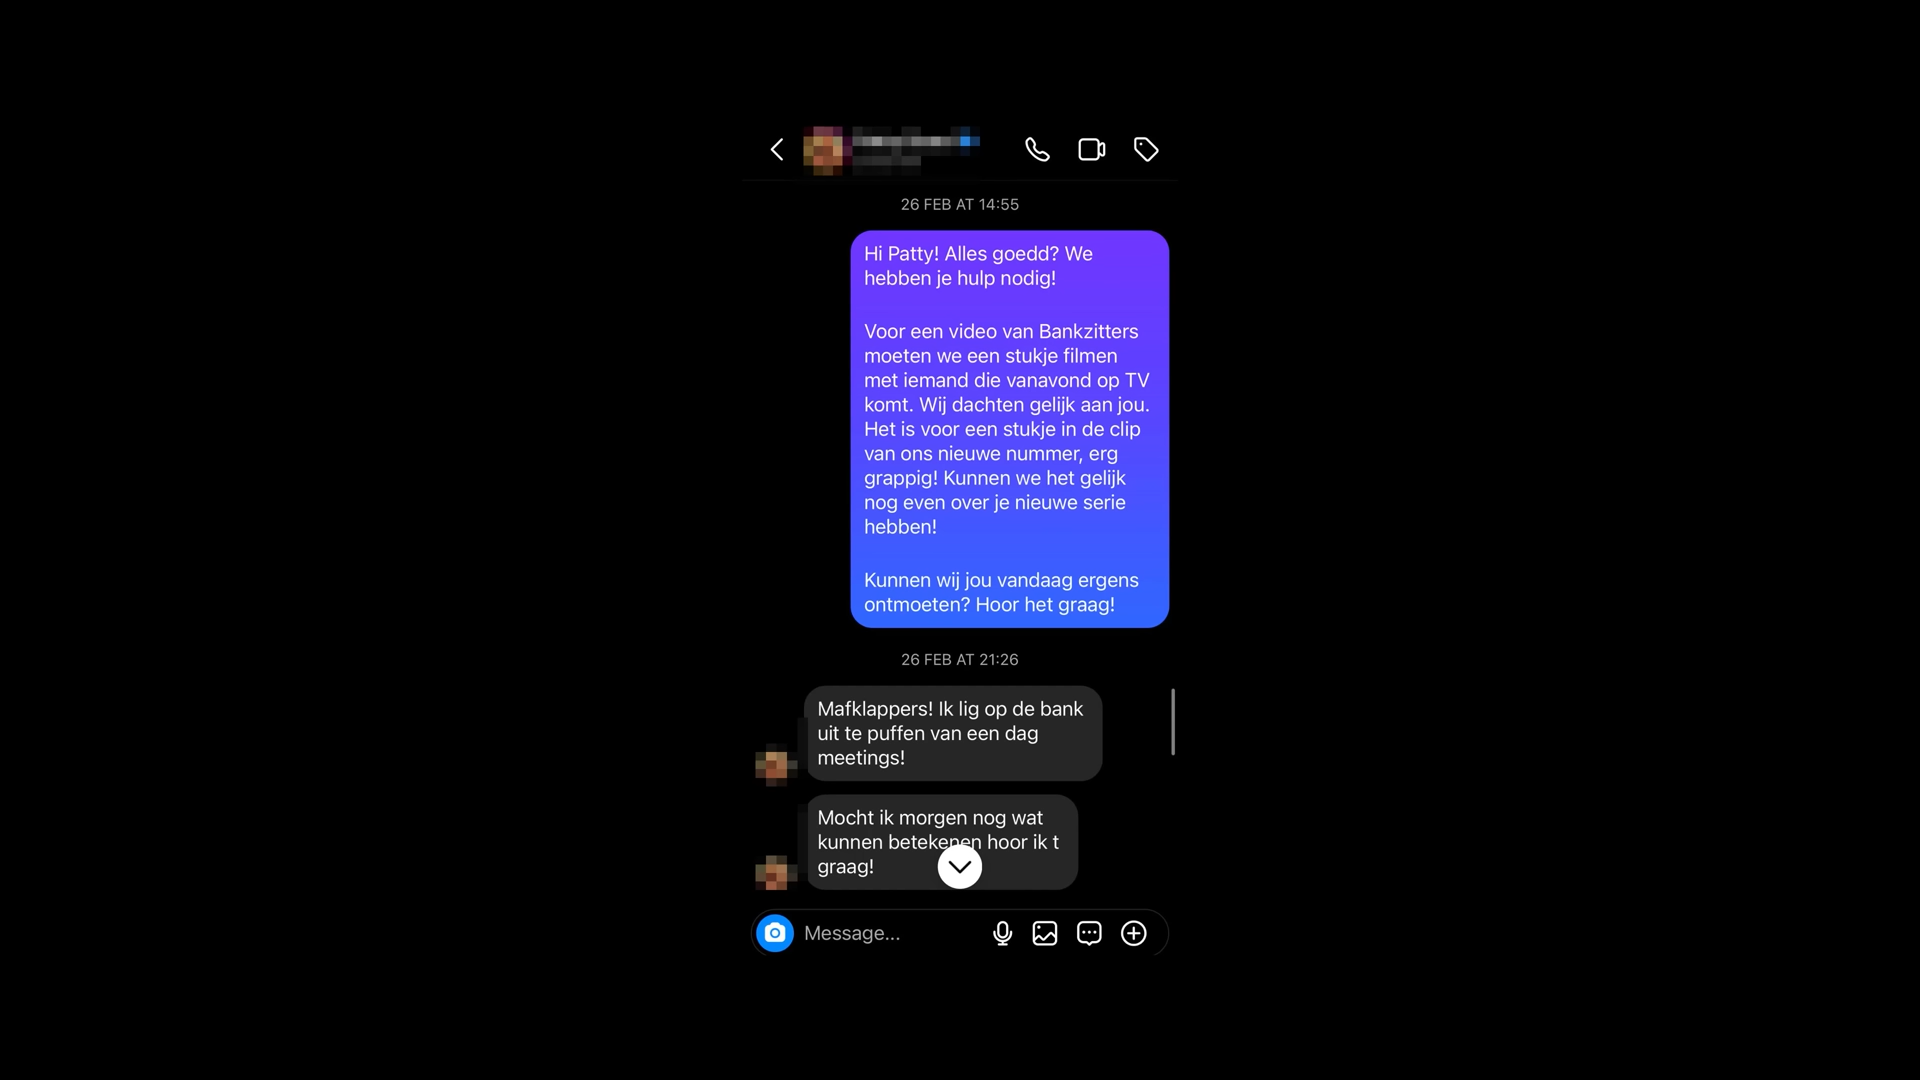 26 FEB AT 14:55
Hi Patty! Alles goedd? We
hebben je hulp nodig!
Voor een video van Bankzitters
moeten we een stukje filmen
met iemand die vanavond op TV
komt. Wij dachten gelijk aan jou.
Het is voor een stukje in de clip
van ons nieuwe nummer, erg
grappig! Kunnen we het gelijk
nog even over je nieuwe serie
hebben!
Kunnen wij jou vandaag ergens
ontmoeten? Hoor het graag!
26 FEB AT 21:26
Mafklappers! Ik lig op de bank
uit te puffen van een dag
meetings!
Mocht ik morgen nog wat
kunnen betekenen hoor ik t
graag!
Message...